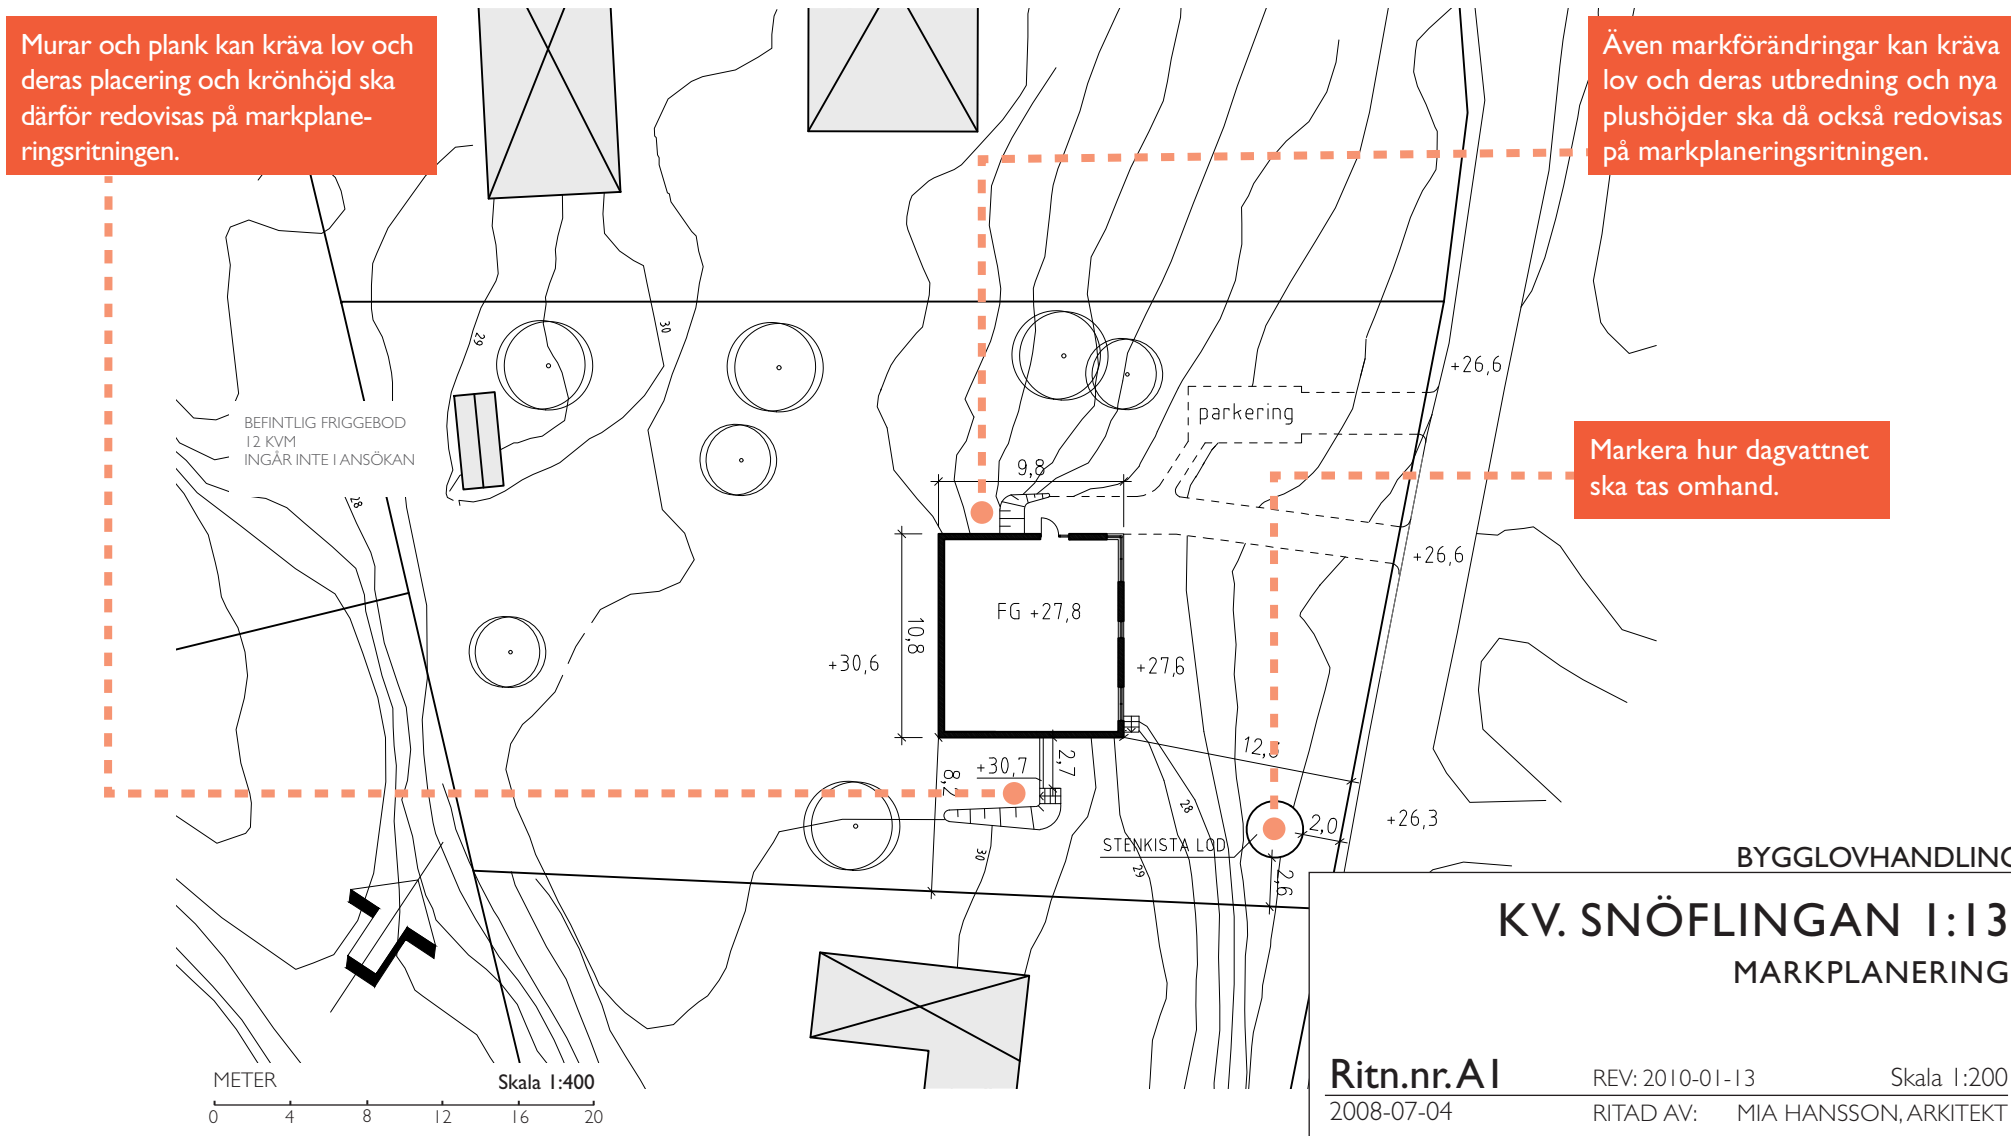 Murar och plank kan kräva lov och
deras placering och krönhöjd ska
därför redovisas på markplane-
ringsritningen.
Även markförändringar kan kräva
lov och deras utbredning och nya
plushöjder ska då också redovisas
på markplaneringsritningen.
29
30
+26,6
BEFINTLIG FRIGGEBOD
12 KVM
INGÅR INTE I ANSÖKAN
parkering
Markera hur dagvattnet
ska tas omhand.
9,8
28
+26,6
FG +27,8
10,8
+30,6
+27,6
+30,7
2,7
8,2
28
2,0
+26,3
STENKISTA LOD
30
29
2,6
BYGGLOVHANDLING
KV. SNÖFLINGAN 1:13
MARKPLANERING
METER
Skala 1:400
0 4 8 12 16 20
Ritn.nr. A1
REV: 2010-01-13
Skala 1:200
2008-07-04
RITAD AV: MIA HANSSON, ARKITEKT